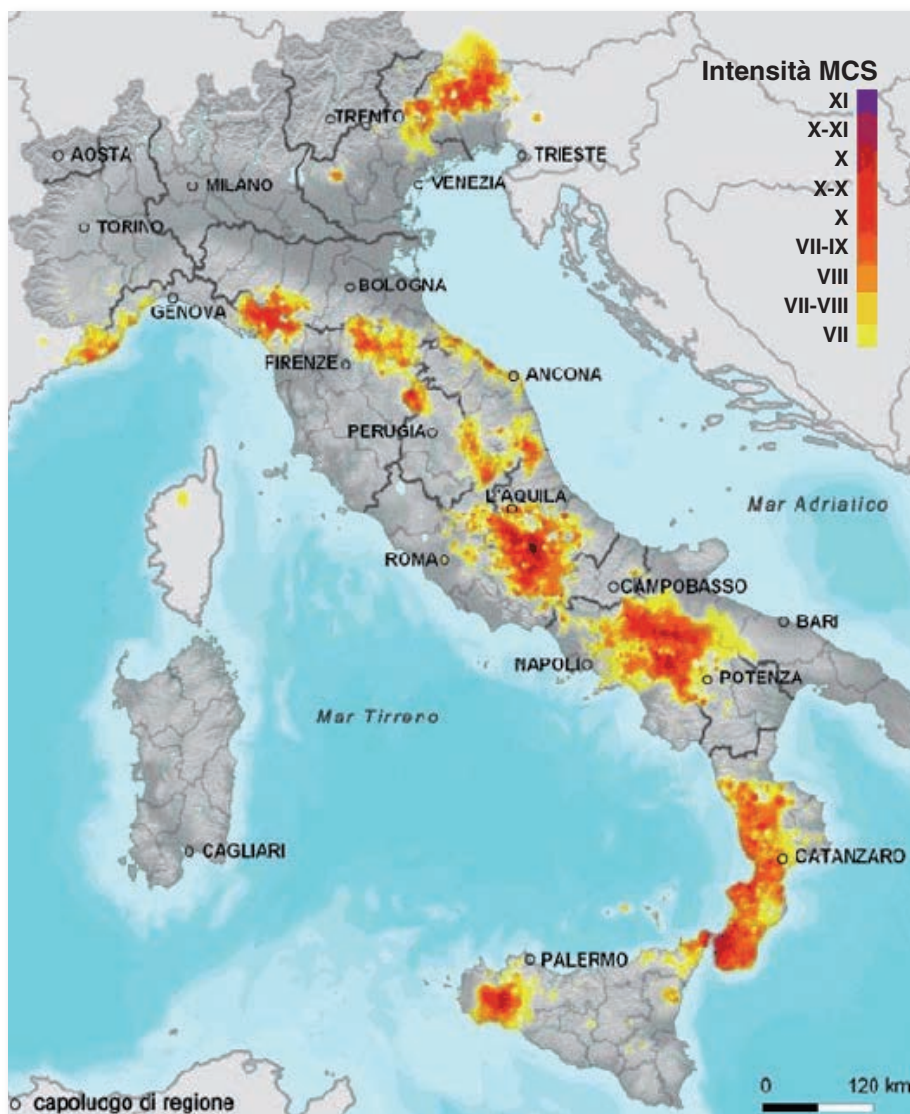 Intensità MCS
XI
X-XI
X
X-X
X
VII-IX
VIII
VII-VIII
VII
TRENTO
AOSTA
MILANO
VENEZIA
TRIESTE
TORINO
BOLOGNA
GENOVA
FIRENZE
ANCONA
PERUGIA
L'AQUILA
Mar Adriatico
ROMA
CAMPOBASSO
BARI
NAPOLI
POTENZA
Mar Tirreno
CAGLIARI
CATANZARO
PALERMO
0 120 km
capoluogo di regione